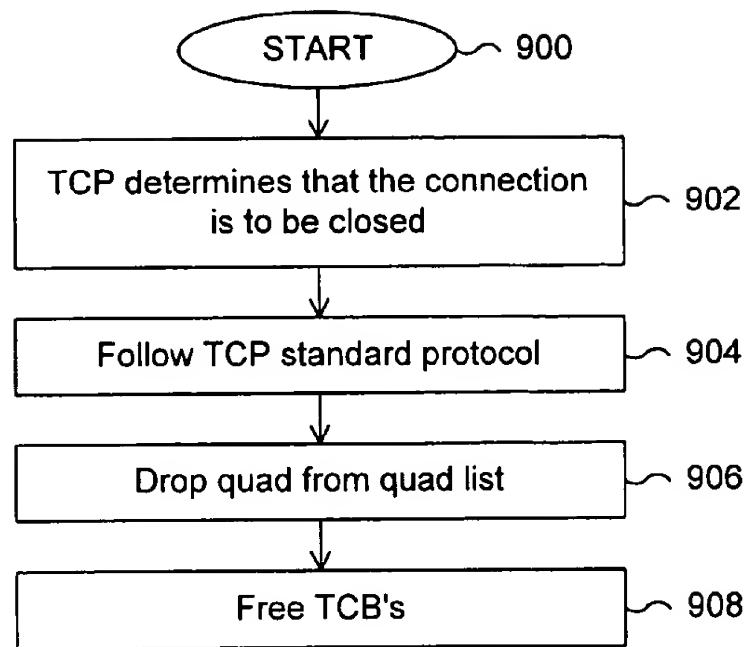 START
900
TCP determines that the connection
is to be closed
902
Follow TCP standard protocol
904
Drop quad from quad list
906
Free TCB's
908